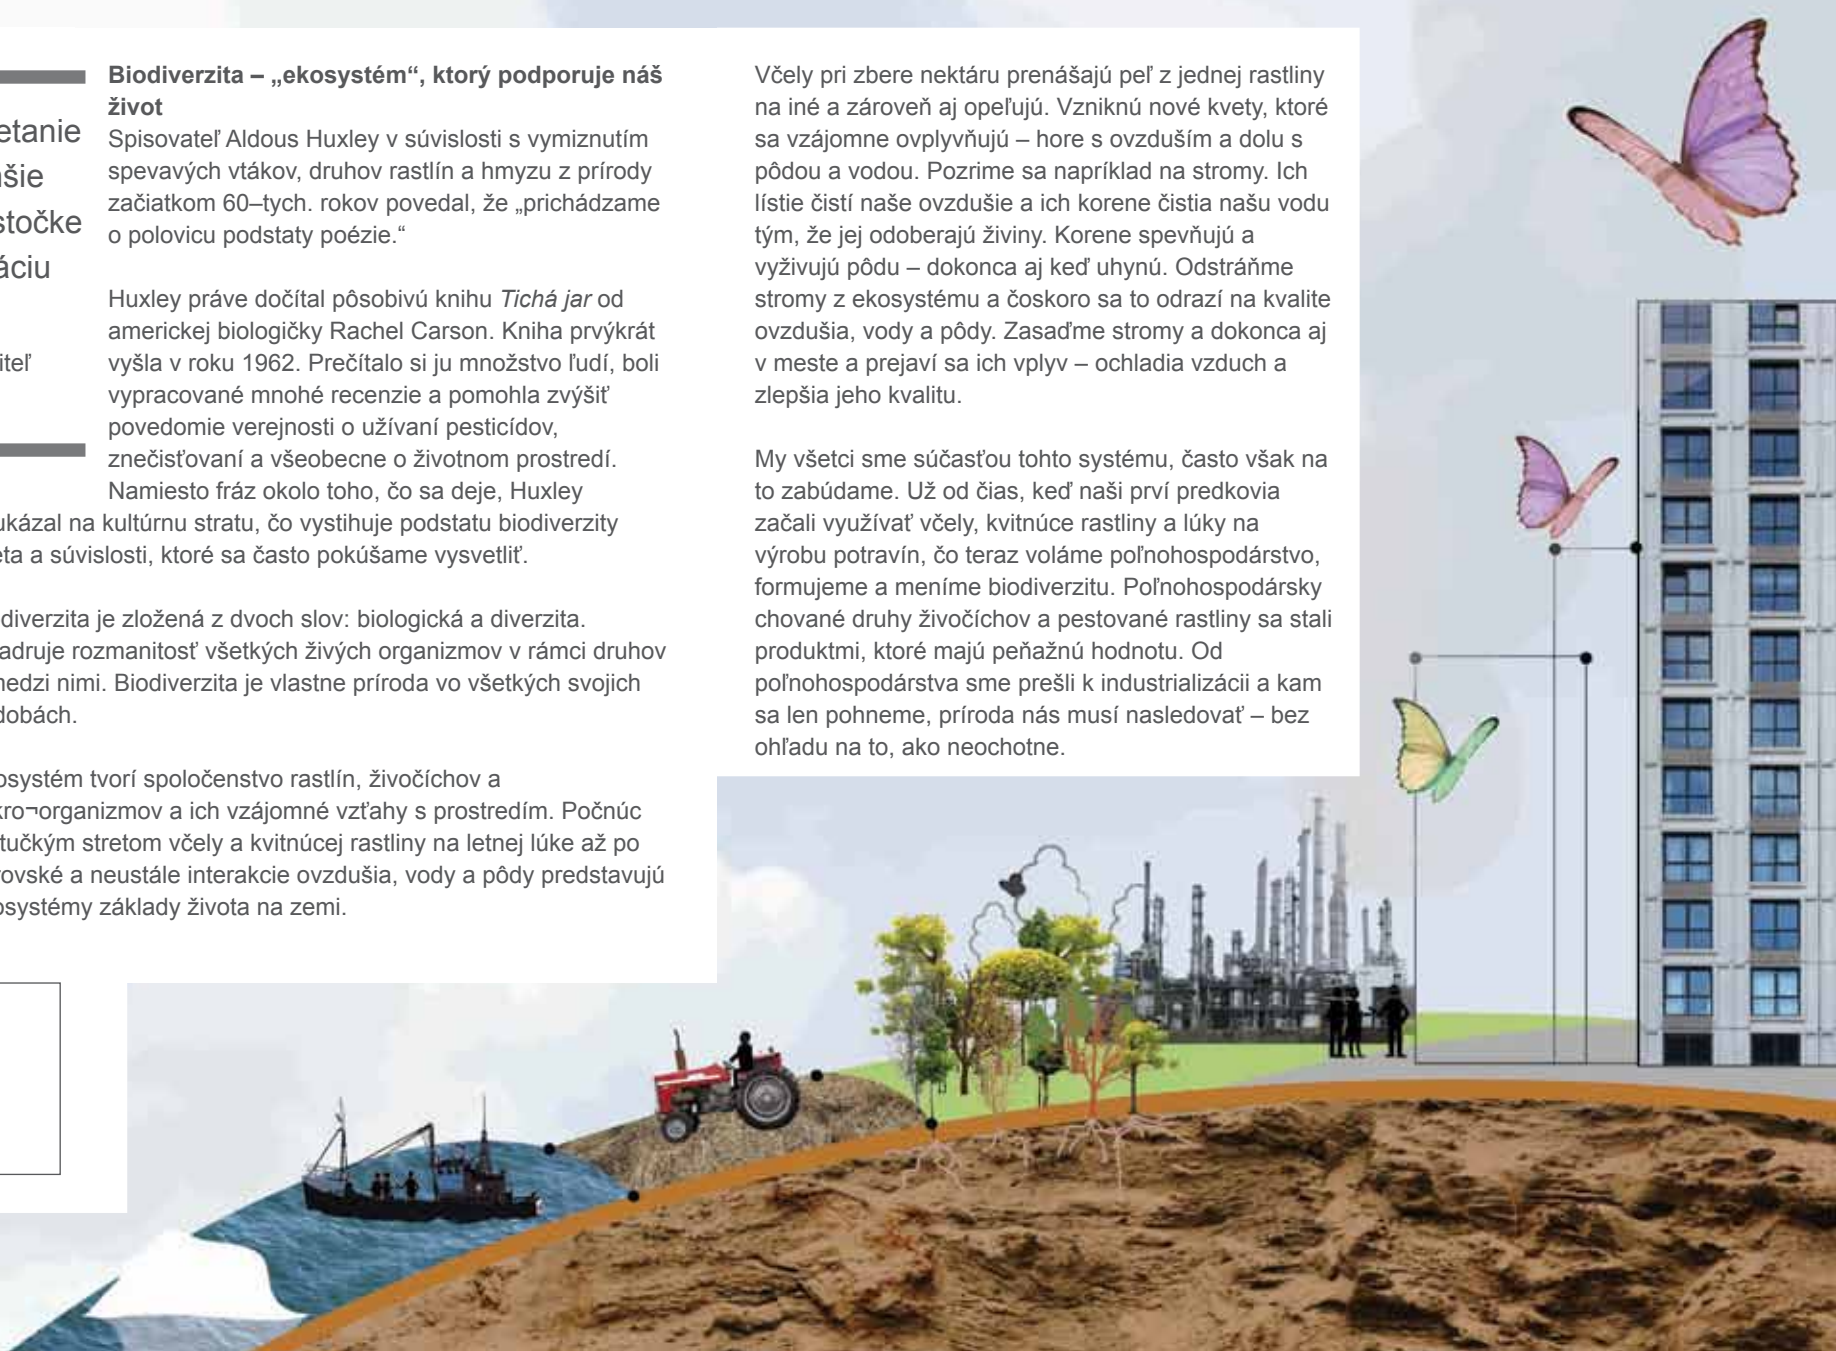 etanie
šie
stočke
áciu
iteľ
Biodiverzita – „ekosystém“, ktorý podporuje náš
život
Spisovateľ Aldous Huxley v súvislosti s vymiznutím
spevavých vtákov, druhov rastlín a hmyzu z prírody
začiatkom 60–tych. rokov povedal, že „prichádzame
o polovicu podstaty poézie.“
Huxley práve dočítal pôsobivú knihu Tichá jar od
americkej biologičky Rachel Carson. Kniha prvýkrát
vyšla v roku 1962. Prečítalo si ju množstvo ľudí, boli
vypracované mnohé recenzie a pomohla zvýšiť
povedomie verejnosti o užívaní pesticídov,
znečisťovaní a všeobecne o životnom prostredí.
Namiesto fráz okolo toho, čo sa deje, Huxley
ukázal na kultúrnu stratu, čo vystihuje podstatu biodiverzity
eta a súvislosti, ktoré sa často pokúšame vysvetliť.
diverzita je zložená z dvoch slov: biologická a diverzita.
adruje rozmanitosť všetkých živých organizmov v rámci druhov
medzi nimi. Biodiverzita je vlastne príroda vo všetkých svojich
dobách.
osystém tvorí spoločenstvo rastlín, živočíchov a
kro¬organizmov a ich vzájomné vzťahy s prostredím. Počnúc
tučkým stretom včely a kvitnúcej rastliny na letnej lúke až po
rovské a neustále interakcie ovzdušia, vody a pôdy predstavujú
osystémy základy života na zemi.
Včely pri zbere nektáru prenášajú peľ z jednej rastliny
na iné a zároveň aj opeľujú. Vzniknú nové kvety, ktoré
sa vzájomne ovplyvňujú – hore s ovzduším a dolu s
pôdou a vodou. Pozrime sa napríklad na stromy. Ich
lístie čistí naše ovzdušie a ich korene čistia našu vodu
tým, že jej odoberajú živiny. Korene spevňujú a
vyživujú pôdu – dokonca aj keď uhynú. Odstráňme
stromy z ekosystému a čoskoro sa to odrazí na kvalite
ovzdušia, vody a pôdy. Zasaďme stromy a dokonca aj
v meste a prejaví sa ich vplyv – ochladia vzduch a
zlepšia jeho kvalitu.
My všetci sme súčasťou tohto systému, často však na
to zabúdame. Už od čias, keď naši prví predkovia
začali využívať včely, kvitnúce rastliny a lúky na
výrobu potravín, čo teraz voláme poľnohospodárstvo,
formujeme a meníme biodiverzitu. Poľnohospodársky
chované druhy živočíchov a pestované rastliny sa stali
produktmi, ktoré majú peňažnú hodnotu. Od
poľnohospodárstva sme prešli k industrializácii a kam
sa len pohneme, príroda nás musí nasledovať – bez
ohľadu na to, ako neochotne.